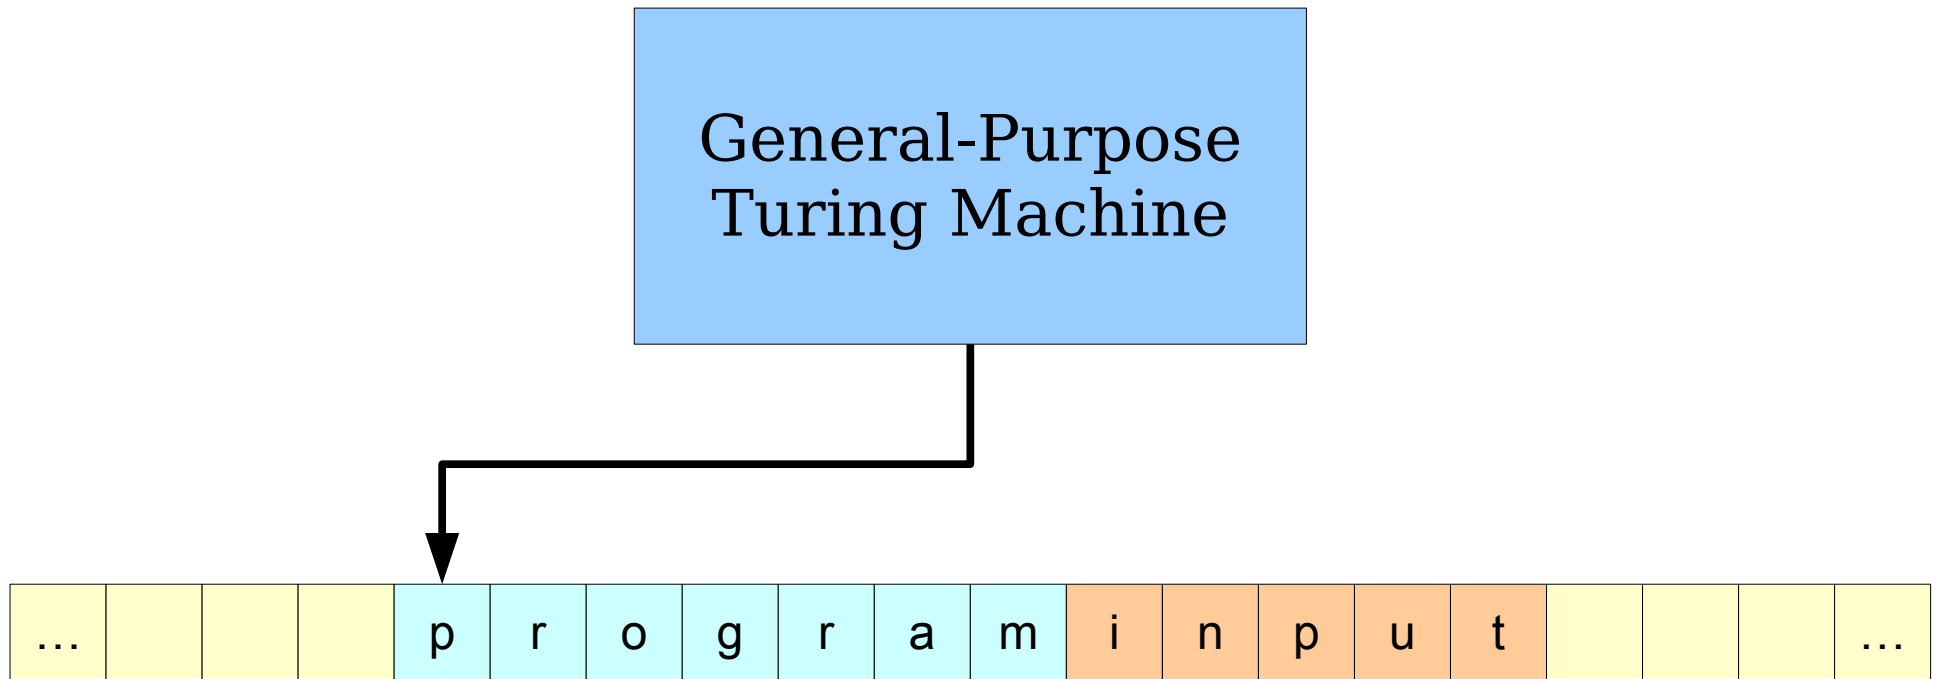 General-Purpose
Turing Machine
... p r o g r a m i n p u t ...